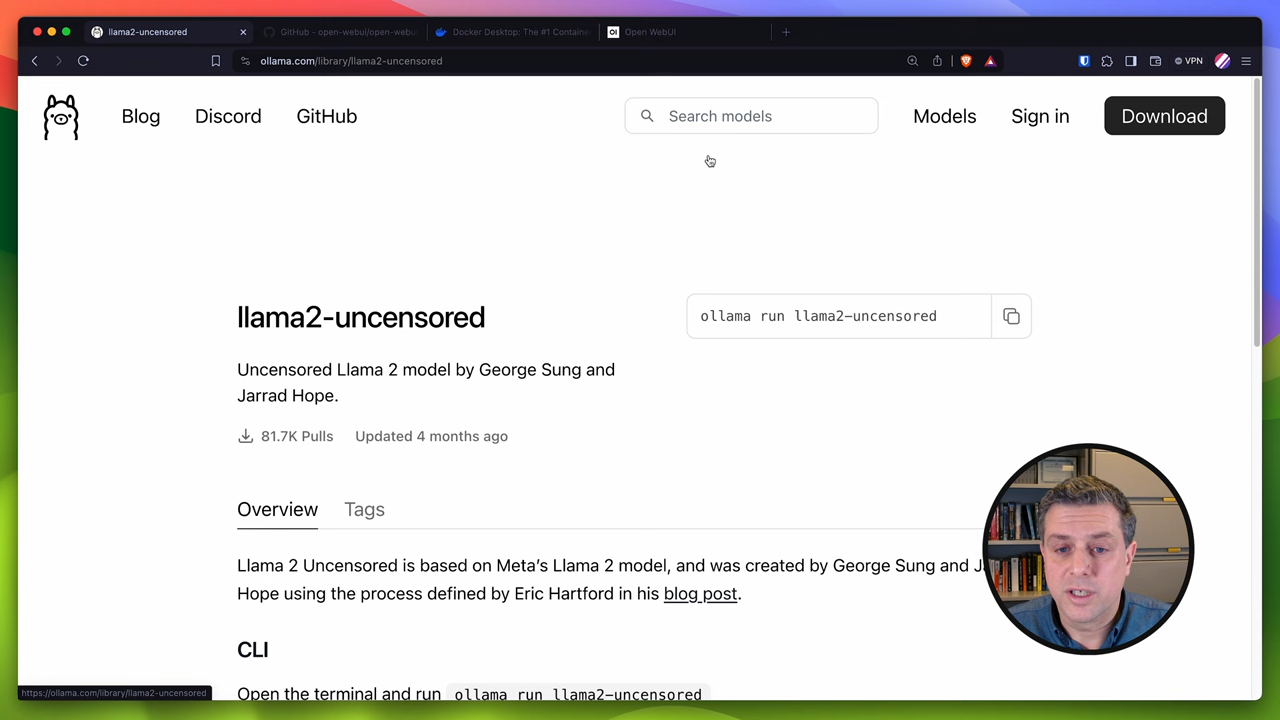 llama2-uncensored
GitHub - open-webui/open-webu
Docker Desktop: The #1 Containe
OI Open WebUI
ollama.com/library/llama2-uncensored
VPN
Blog
Discord
GitHub
Search models
Models
Sign in
Download
llama2-uncensored
ollama run llama2-uncensored
Uncensored Llama 2 model by George Sung and
Jarrad Hope.
81.7K Pulls
Updated 4 months ago
Overview
Tags
Llama 2 Uncensored is based on Meta’s Llama 2 model, and was created by George Sung and J
Hope using the process defined by Eric Hartford in his blog post.
CLI
Open the terminal and run ollama run llama2-uncensored
https://ollama.com/library/llama2-uncensored